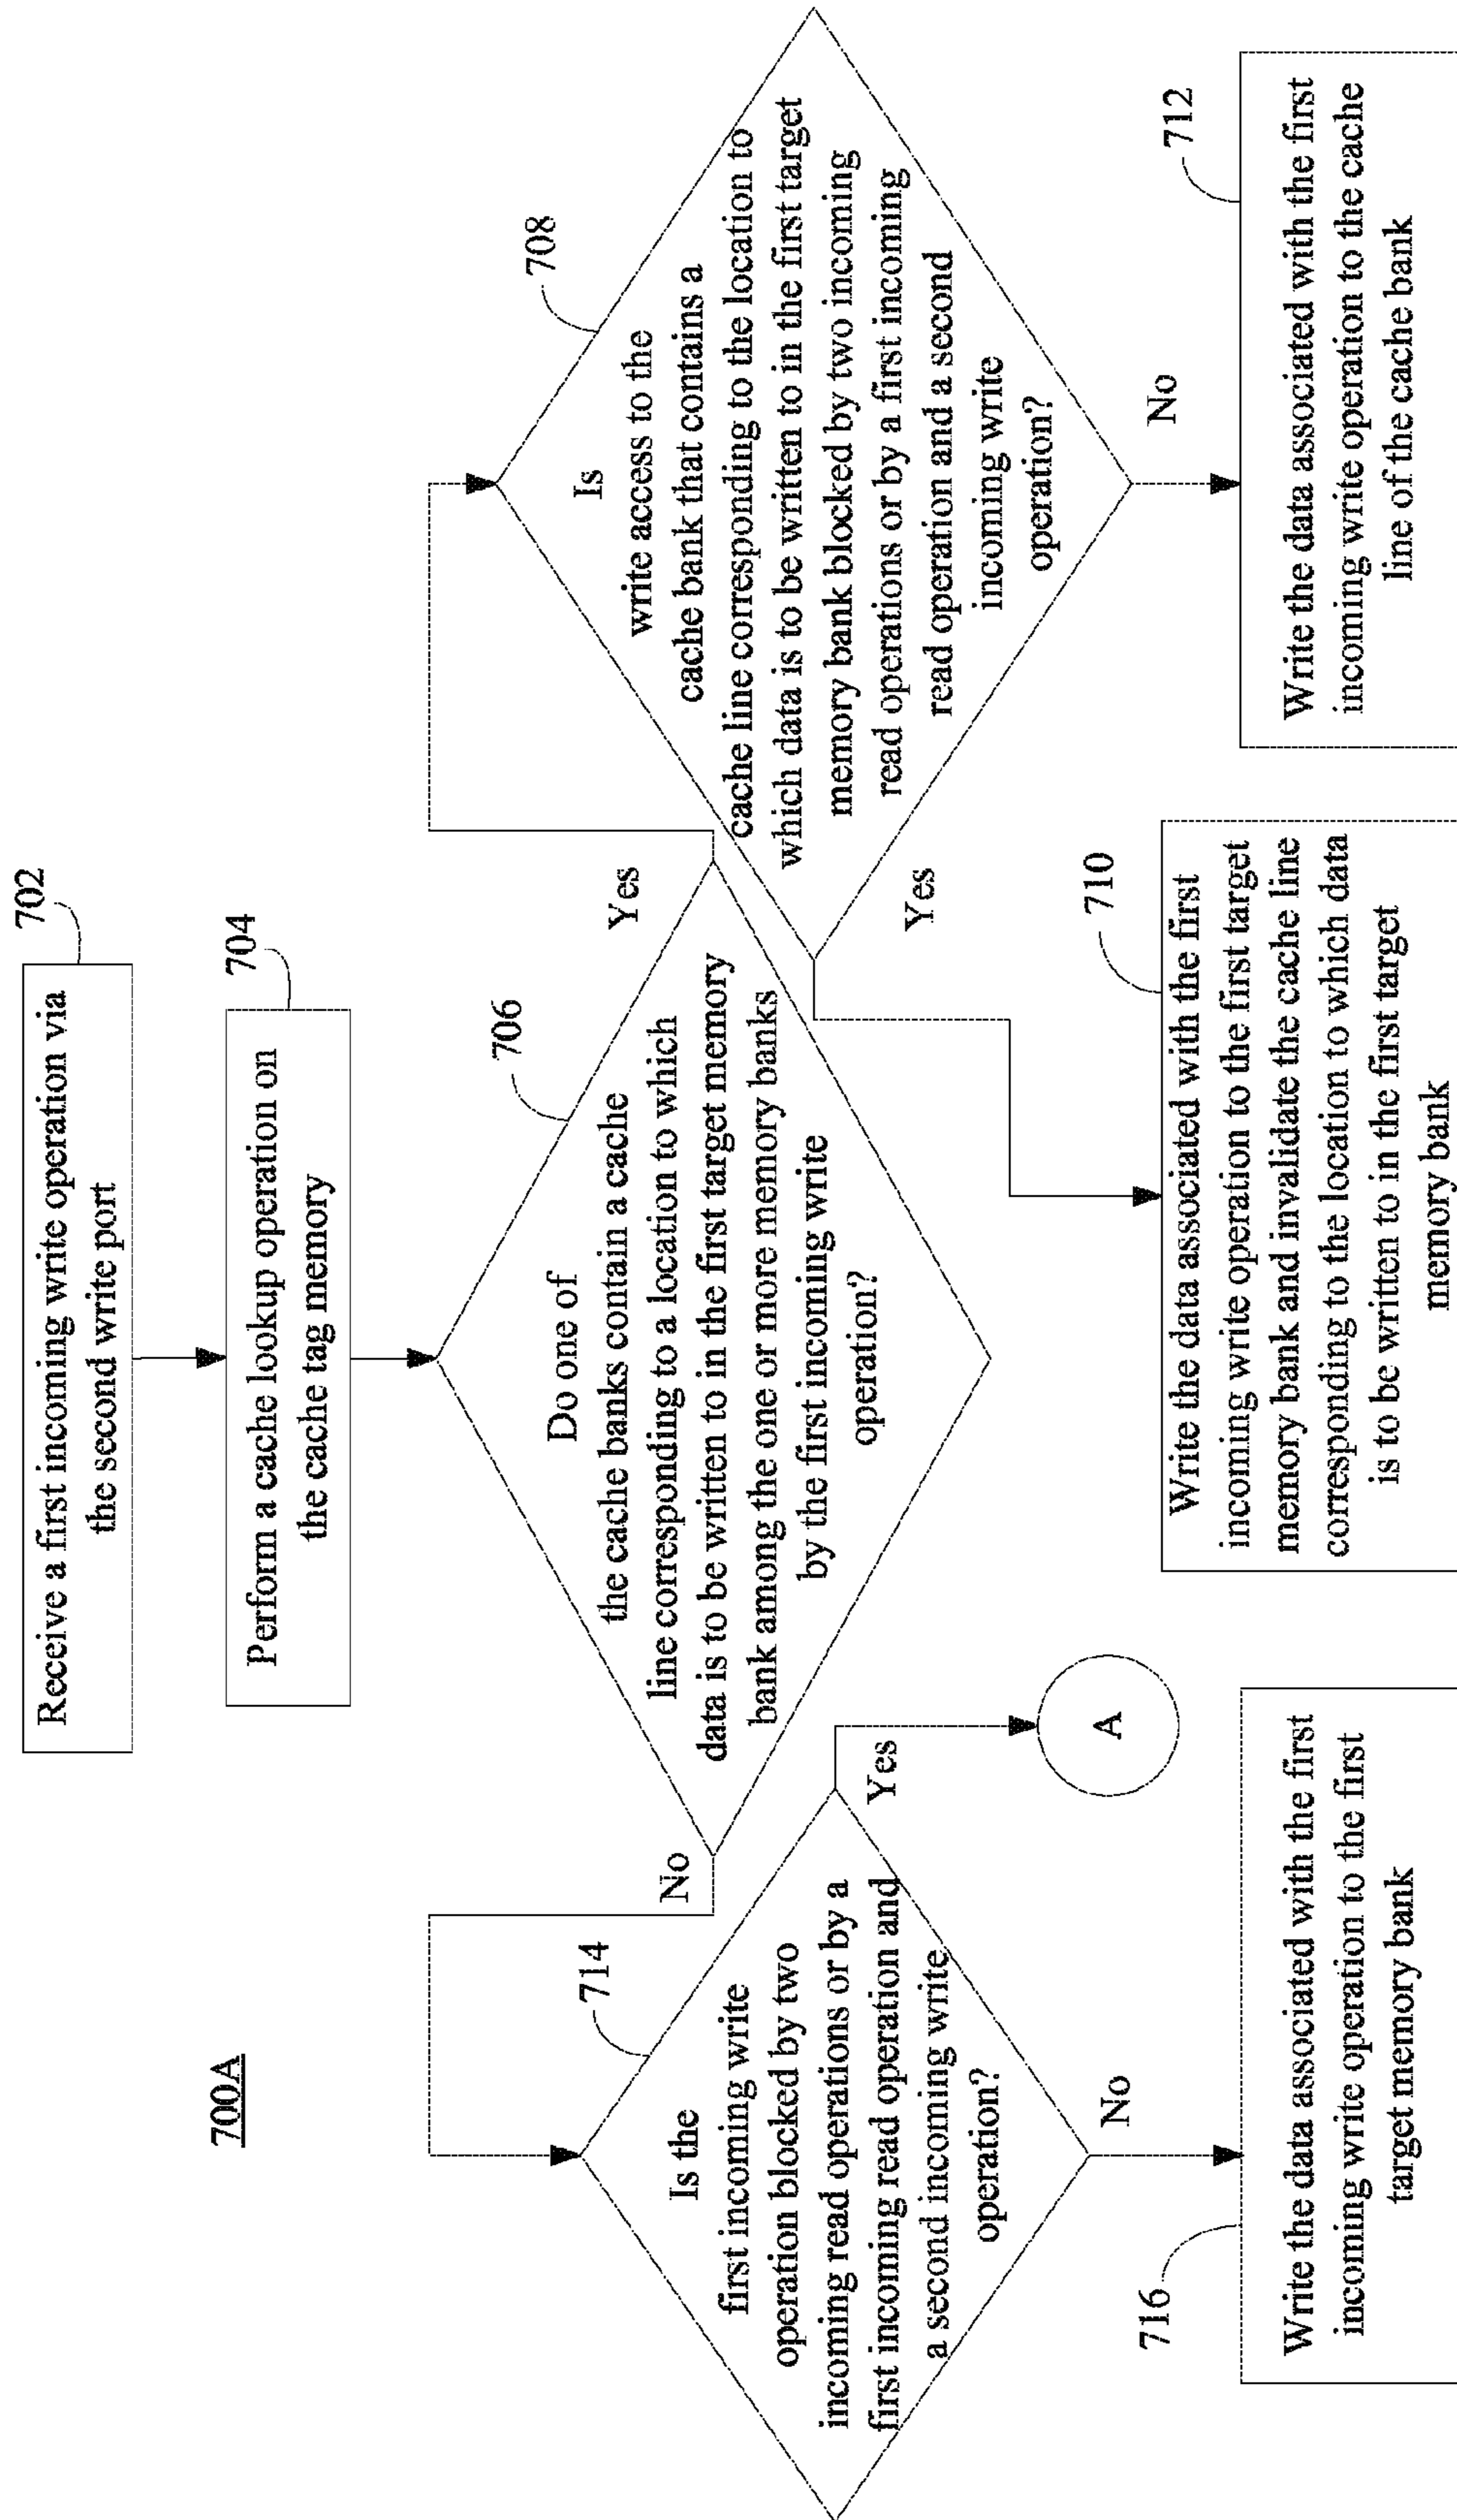 700A
702
Receive a first incoming write operation via
the second write port
704
Perform a cache lookup operation on
the cache tag memory
706
Do one of
the cache banks contain a cache
line corresponding to a location to which
data is to be written to in the first target memory
bank among the one or more memory banks
by the first incoming write
operation?
No
Yes
714
Is the
first incoming write
operation blocked by two
incoming read operations or by a
first incoming read operation and
a second incoming write
operation?
Yes
A
No
716
Write the data associated with the first
incoming write operation to the first
target memory bank
708
Is
write access to the
cache bank that contains a
cache line corresponding to the location to
which data is to be written to in the first target
memory bank blocked by two incoming
read operations or by a first incoming
read operation and a second
incoming write
operation?
Yes
710
Write the data associated with the first
incoming write operation to the first target
memory bank and invalidate the cache line
corresponding to the location to which data
is to be written to in the first target
memory bank
No
712
Write the data associated with the first
incoming write operation to the cache
line of the cache bank